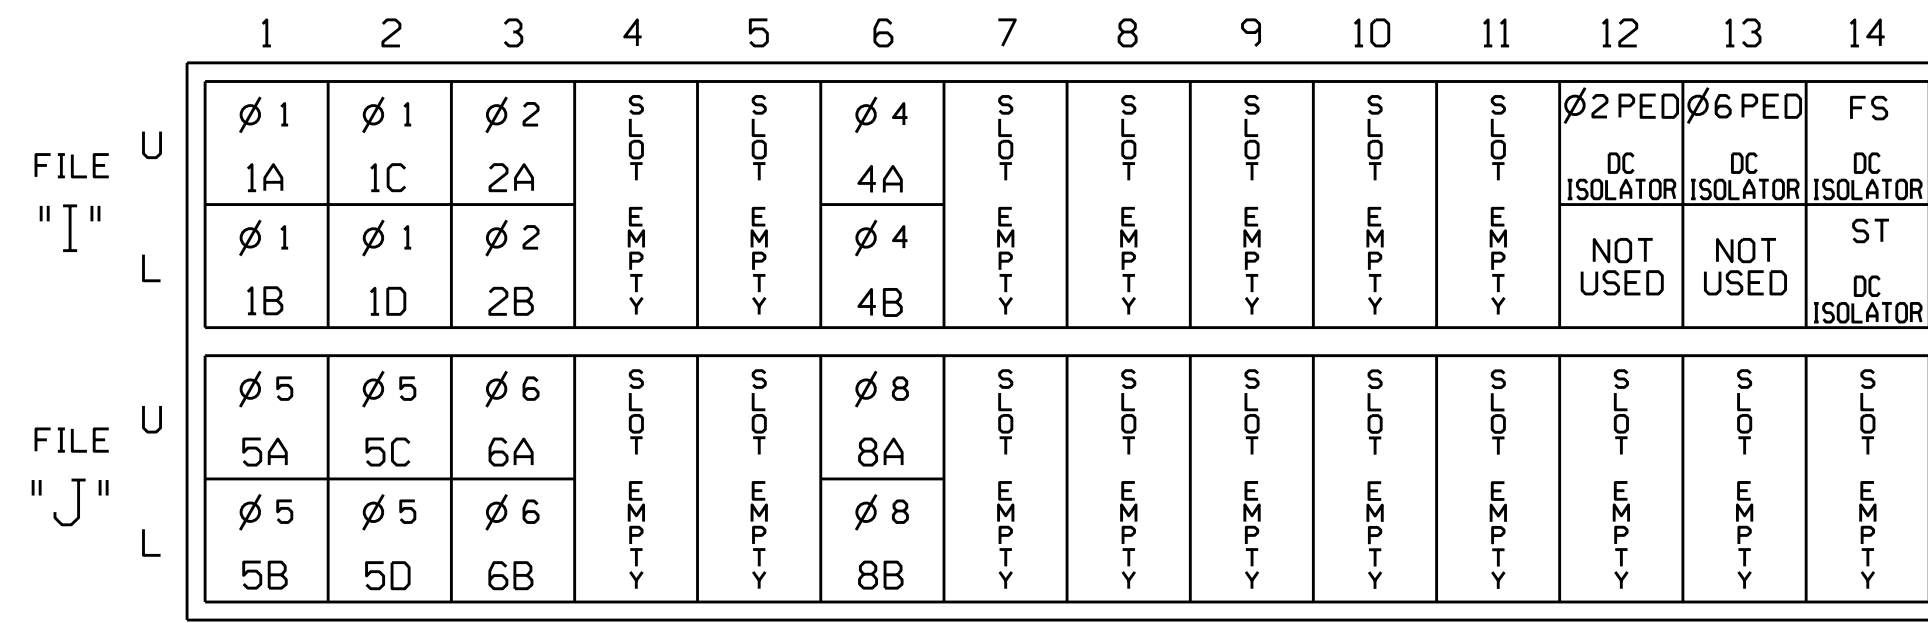 1 2 3 4 5 6 7 8 9 10 11 12 13 14
FILE "I"
U
Ø 1 1A
Ø 1 1C
Ø 2 2A
SLOT EMPTY
SLOT EMPTY
Ø 4 4A
SLOT EMPTY
SLOT EMPTY
SLOT EMPTY
SLOT EMPTY
SLOT EMPTY
Ø2 PED DC ISOLATOR
Ø6 PED DC ISOLATOR
FS DC ISOLATOR
L
Ø 1 1B
Ø 1 1D
Ø 2 2B
Ø 4 4B
NOT USED
NOT USED
ST DC ISOLATOR
FILE "J"
U
Ø 5 5A
Ø 5 5C
Ø 6 6A
SLOT EMPTY
SLOT EMPTY
Ø 8 8A
SLOT EMPTY
SLOT EMPTY
SLOT EMPTY
SLOT EMPTY
SLOT EMPTY
SLOT EMPTY
SLOT EMPTY
SLOT EMPTY
L
Ø 5 5B
Ø 5 5D
Ø 6 6B
Ø 8 8B